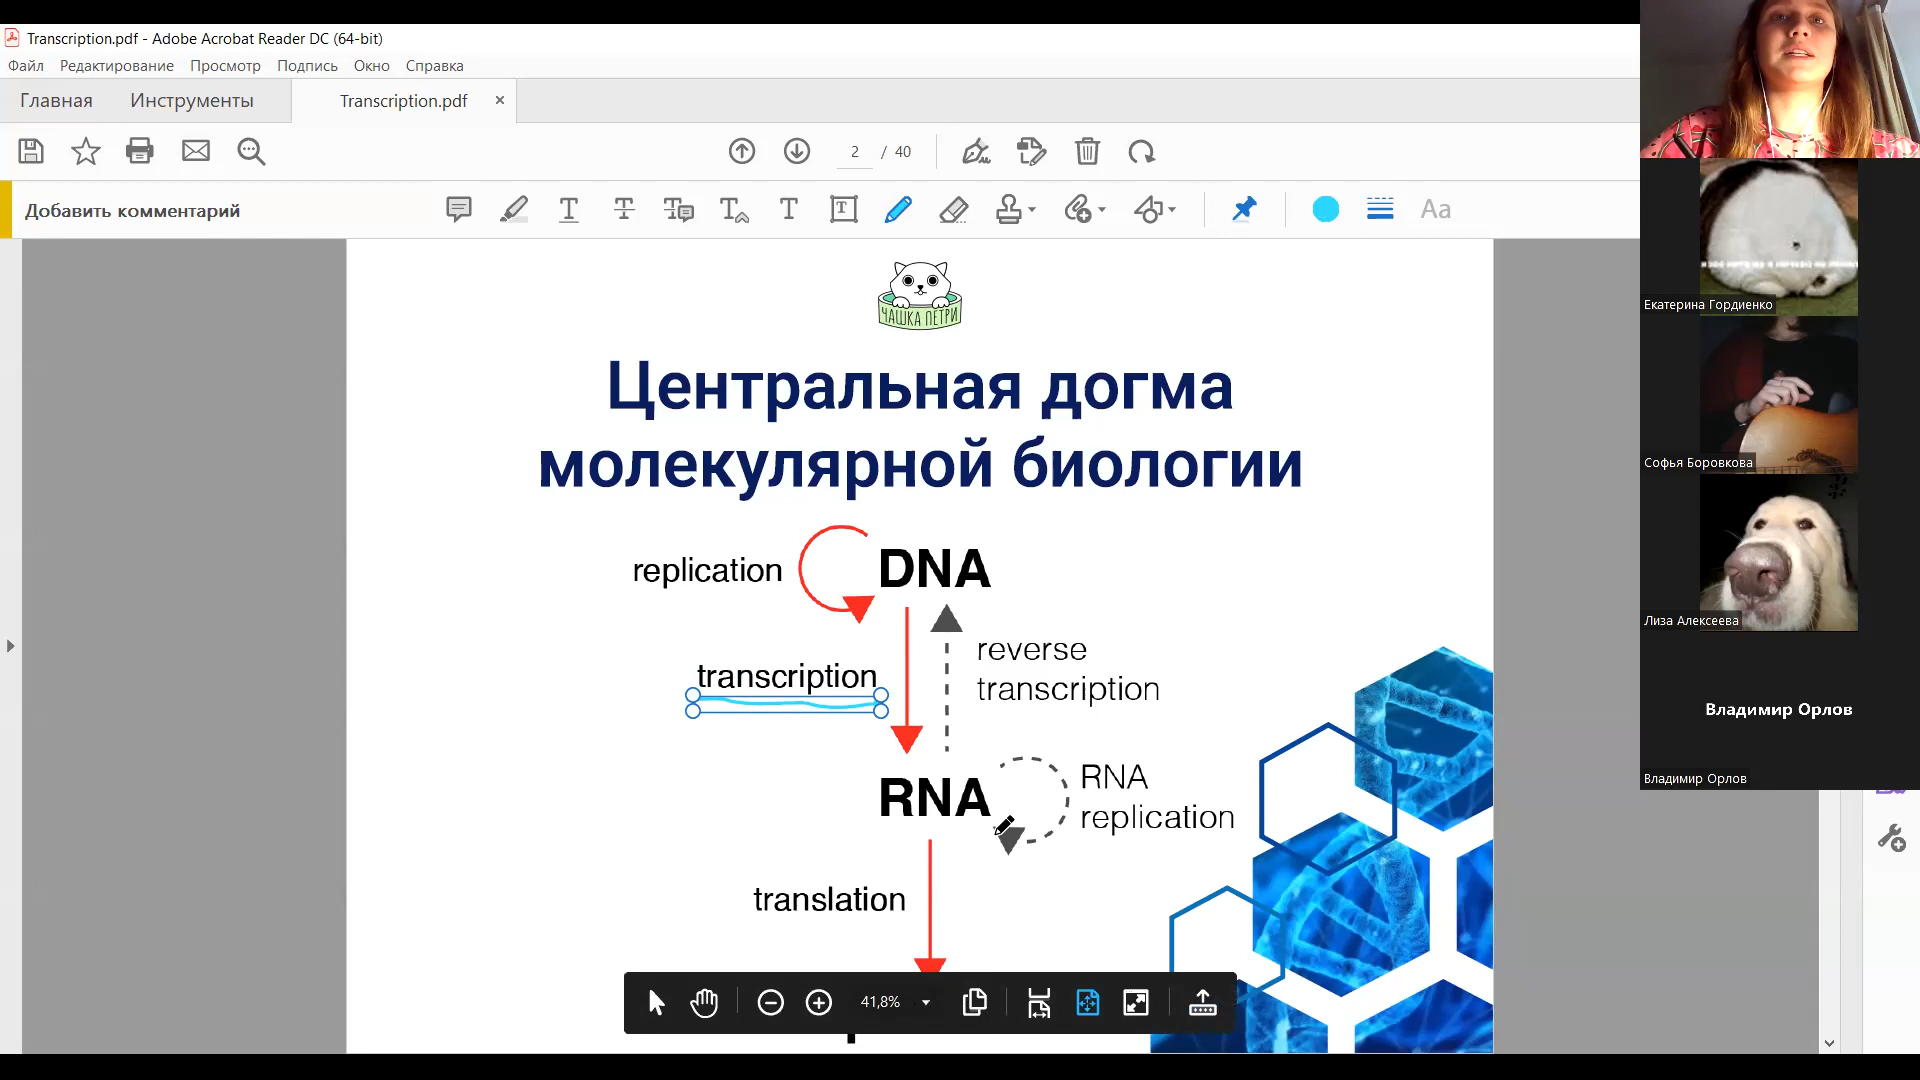 Transcription.pdf - Adobe Acrobat Reader DC (64-bit)
Файл Редактирование Просмотр Подпись Окно Справка
Главная Инструменты Transcription.pdf ×
2 / 40
Добавить комментарий
Aa
ЧАШКА ПЕТРИ
Центральная догма
молекулярной биологии
replication DNA
reverse
transcription
transcription
RNA
RNA
replication
translation
41,8%
Екатерина Гордиенко
Софья Боровкова
Лиза Алексеева
Владимир Орлов
Владимир Орлов